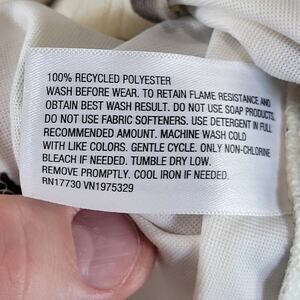 100% RECYCLED POLYESTER
WASH BEFORE WEAR. TO RETAIN FLAME RESISTANCE AND
OBTAIN BEST WASH RESULT. DO NOT USE SOAP PRODUCTS.
DO NOT USE FABRIC SOFTENERS. USE DETERGENT IN FULL
RECOMMENDED AMOUNT. MACHINE WASH COLD
WITH LIKE COLORS. GENTLE CYCLE. ONLY NON-CHLORINE
BLEACH IF NEEDED. TUMBLE DRY LOW.
REMOVE PROMPTLY. COOL IRON IF NEEDED.
RN17730 VN1975329